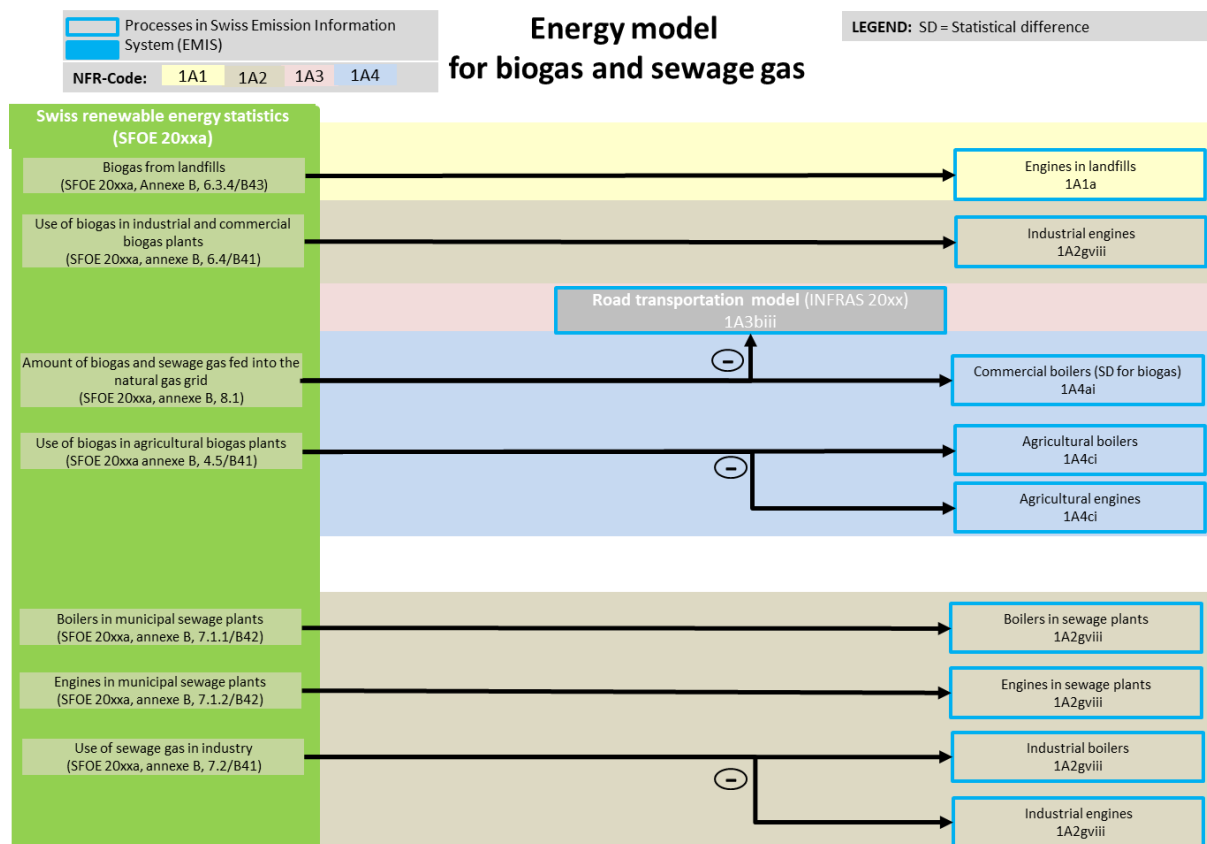 Processes in Swiss Emission Information
System (EMIS)
NFR-Code: 1A1 1A2 1A3 1A4
Energy model
for biogas and sewage gas
LEGEND: SD = Statistical difference
Swiss renewable energy statistics
(SFOE 20xxa)
Biogas from landfills
(SFOE 20xxa, Annexe B, 6.3.4/B43)
Engines in landfills
1A1a
Use of biogas in industrial and commercial
biogas plants
(SFOE 20xxa, annexe B, 6.4/B41)
Industrial engines
1A2gviii
Road transportation model (INFRAS 20xx)
1A3biii
Amount of biogas and sewage gas fed into the
natural gas grid
(SFOE 20xxa, annexe B, 8.1)
-
Commercial boilers (SD for biogas)
1A4ai
Use of biogas in agricultural biogas plants
(SFOE 20xxa annexe B, 4.5/B41)
-
Agricultural boilers
1A4ci
Agricultural engines
1A4ci
Boilers in municipal sewage plants
(SFOE 20xxa, annexe B, 7.1.1/B42)
Boilers in sewage plants
1A2gviii
Engines in municipal sewage plants
(SFOE 20xxa, annexe B, 7.1.2/B42)
Engines in sewage plants
1A2gviii
Use of sewage gas in industry
(SFOE 20xxa, annexe B, 7.2/B41)
-
Industrial boilers
1A2gviii
Industrial engines
1A2gviii